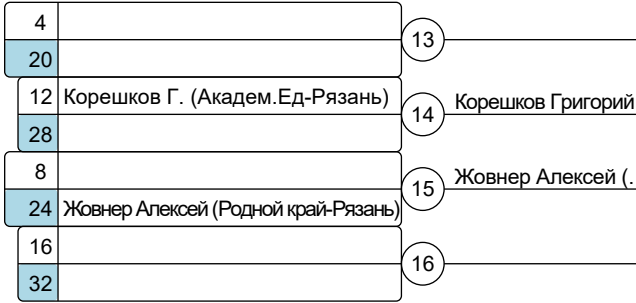 4
13
20
12 Корешков Г. (Академ.Ед-Рязань)
14 Корешков Григорий
28
8
Жовнер Алексей (.
15
24 Жовнер Алексей (Родной край-Рязань)
16
16
32